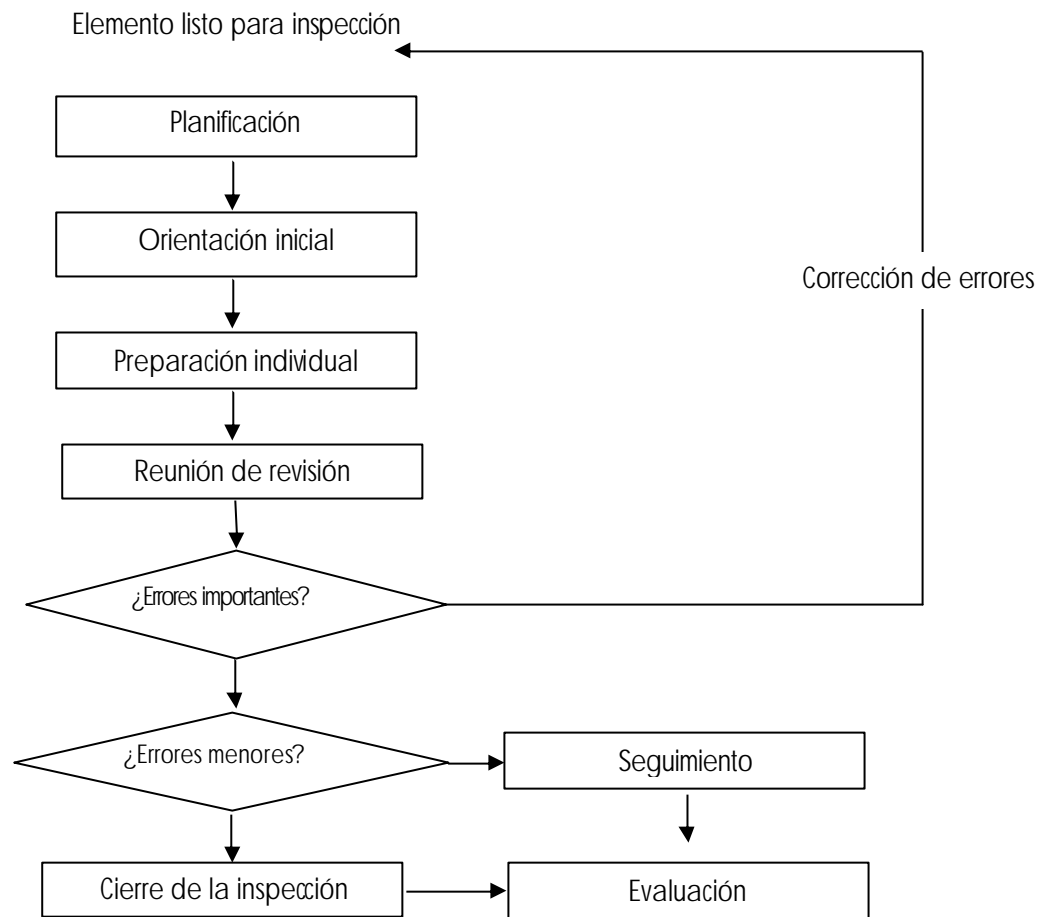 Elemento listo para inspección
Planificación
Orientación inicial
Corrección de errores
Preparación individual
Reunión de revisión
¿Errores importantes?
¿Errores menores?
Seguimiento
Cierre de la inspección
Evaluación